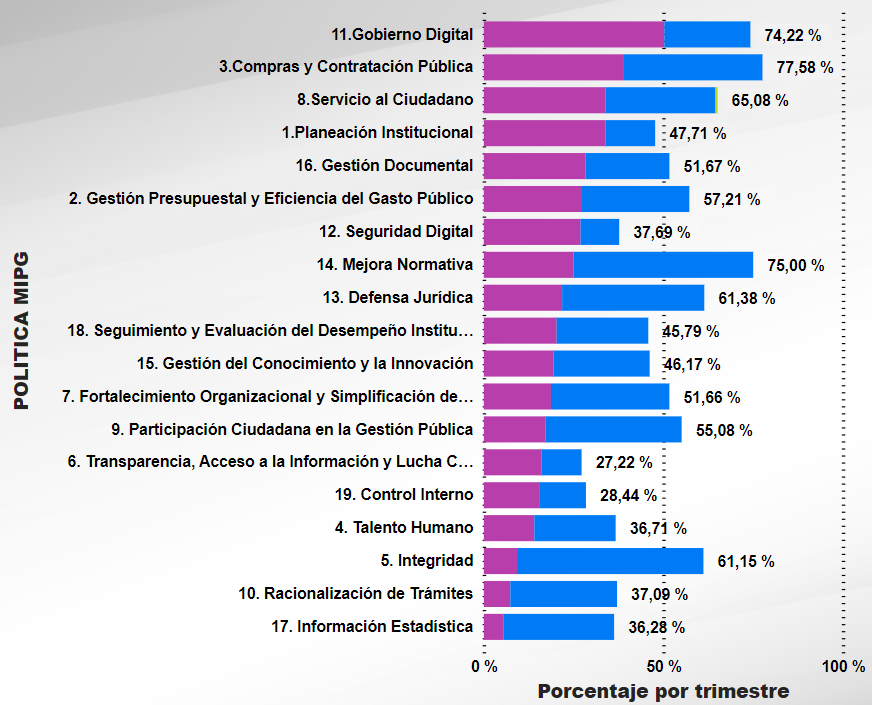 11.Gobierno Digital 74,22 %
3.Compras y Contratación Pública 77,58 %
8.Servicio al Ciudadano 65,08 %
1.Planeación Institucional 47,71 %
16. Gestión Documental 51,67 %
2. Gestión Presupuestal y Eficiencia del Gasto Público 57,21 %
12. Seguridad Digital 37,69 %
14. Mejora Normativa 75,00 %
13. Defensa Jurídica 61,38 %
18. Seguimiento y Evaluación del Desempeño Institu... 45,79 %
15. Gestión del Conocimiento y la Innovación 46,17 %
7. Fortalecimiento Organizacional y Simplificación de... 51,66 %
9. Participación Ciudadana en la Gestión Pública 55,08 %
6. Transparencia, Acceso a la Información y Lucha C... 27,22 %
19. Control Interno 28,44 %
4. Talento Humano 36,71 %
5. Integridad 61,15 %
10. Racionalización de Trámites 37,09 %
17. Información Estadística 36,28 %
POLITICA MIPG
0 % 50 % 100 %
Porcentaje por trimestre